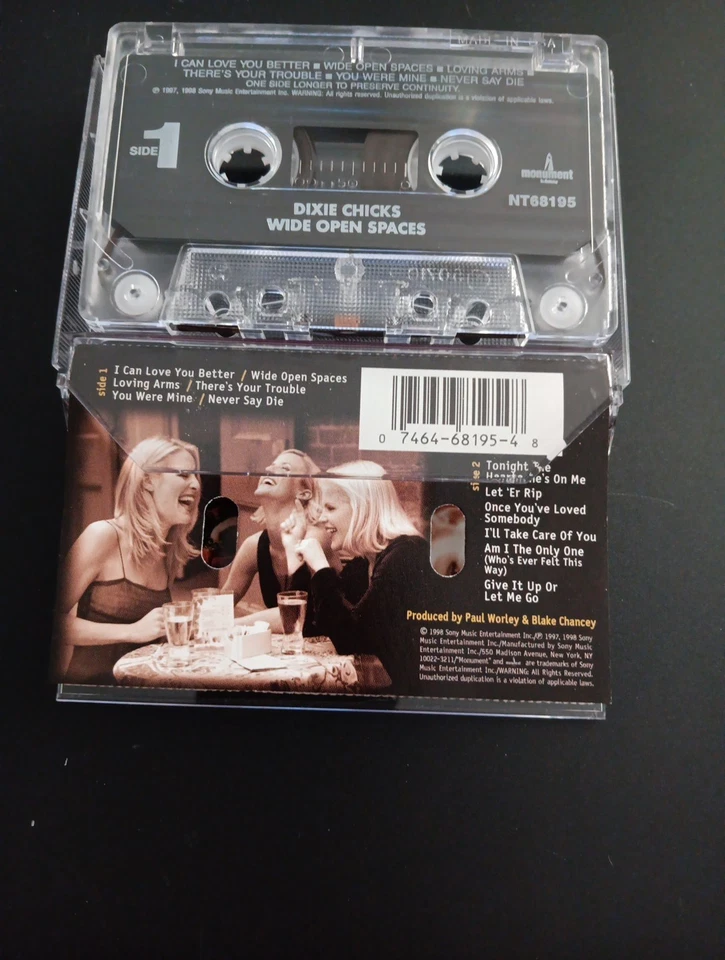 MADE IN USA
I CAN LOVE YOU BETTER ■ WIDE OPEN SPACES ■ LOVING ARMS ■
THERE'S YOUR TROUBLE ■ YOU WERE MINE ■ NEVER SAY DIE
ONE SIDE LONGER TO PRESERVE CONTINUITY.
℗ 1997, 1998 Sony Music Entertainment Inc. WARNING: All rights reserved. Unauthorized duplication is a violation of applicable laws.
SIDE 1
monument
NT68195
DIXIE CHICKS
WIDE OPEN SPACES
side 1
I Can Love You Better / Wide Open Spaces
Loving Arms / There's Your Trouble
You Were Mine / Never Say Die
0 7464-68195-4 8
side 2
Tonight The
He's On Me
Let 'Er Rip
Once You've Loved
Somebody
I'll Take Care Of You
Am I The Only One
(Who's Ever Felt This
Way)
Give It Up Or
Let Me Go
Produced by Paul Worley & Blake Chancey
© 1998 Sony Music Entertainment Inc./℗ 1997, 1998 Sony
Music Entertainment Inc./Manufactured by Sony Music
Entertainment Inc./550 Madison Avenue, New York, NY
10022-3211/"Monument" and are trademarks of Sony
Music Entertainment Inc./WARNING: All Rights Reserved.
Unauthorized duplication is a violation of applicable laws.